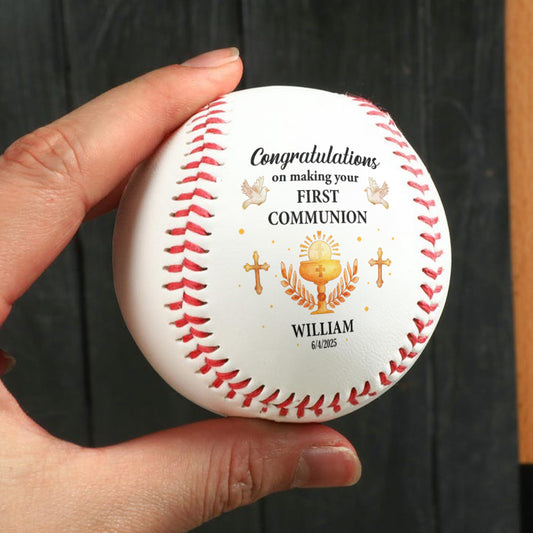 Congratulations
on making your
FIRST
COMMUNION
WILLIAM
6/4/2025